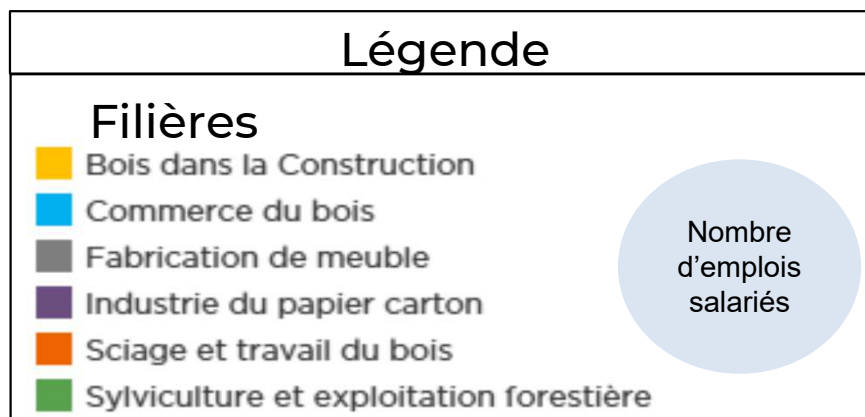 Légende
Filières
Bois dans la Construction
Commerce du bois
Fabrication de meuble
Industrie du papier carton
Sciage et travail du bois
Sylviculture et exploitation forestière
Nombre
d’emplois
salariés